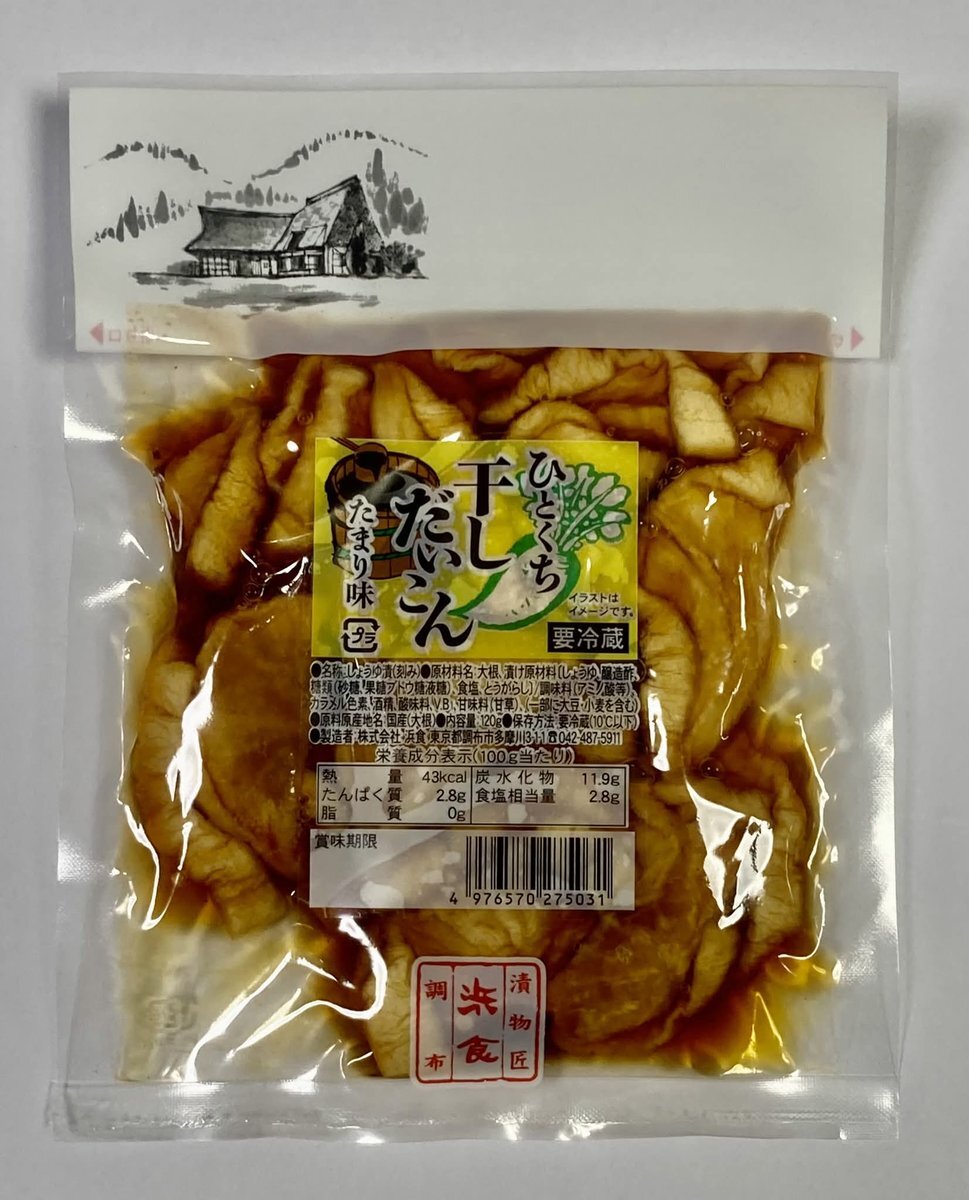 ひとくち
干し
だいこん
たまり味
イラストは
イメージです。
要冷蔵
プラ
●名称:しょうゆ漬(刻み)●原材料名:大根、漬け原材料(しょうゆ、醸造酢、
糖類(砂糖、果糖ブドウ糖液糖)、食塩、とうがらし)/調味料(アミノ酸等)、
カラメル色素、酒精、酸味料、V.B₁、甘味料(甘草)、(一部に大豆・小麦を含む)
●原料原産地名:国産(大根)●内容量:120g●保存方法:要冷蔵(10℃以下)
●製造者:株式会社 浜食 東京都調布市多摩川3-1-1☎042-487-5911
栄養成分表示(100g当たり)
熱量 43kcal 炭水化物 11.9g
たんぱく質 2.8g 食塩相当量 2.8g
脂質 0g
賞味期限
4 976570 275031
漬物匠
浜食
調布